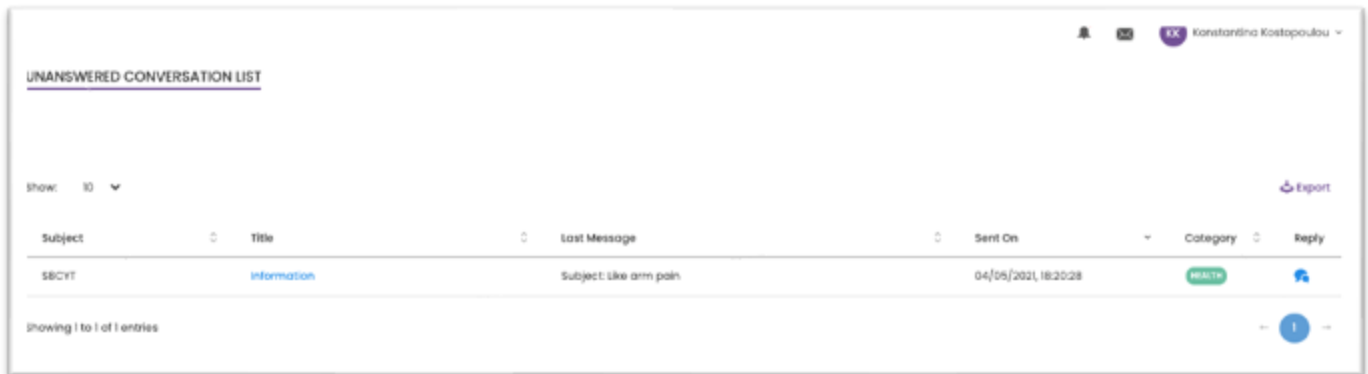 KK Konstantina Kostopoulou
UNANSWERED CONVERSATION LIST
Show: 10
Export
Subject Title Last Message Sent On Category Reply
SBCYT Information Subject: Like arm pain 04/05/2021, 18:20:28 HEALTH
Showing 1 to 1 of 1 entries
← 1 →